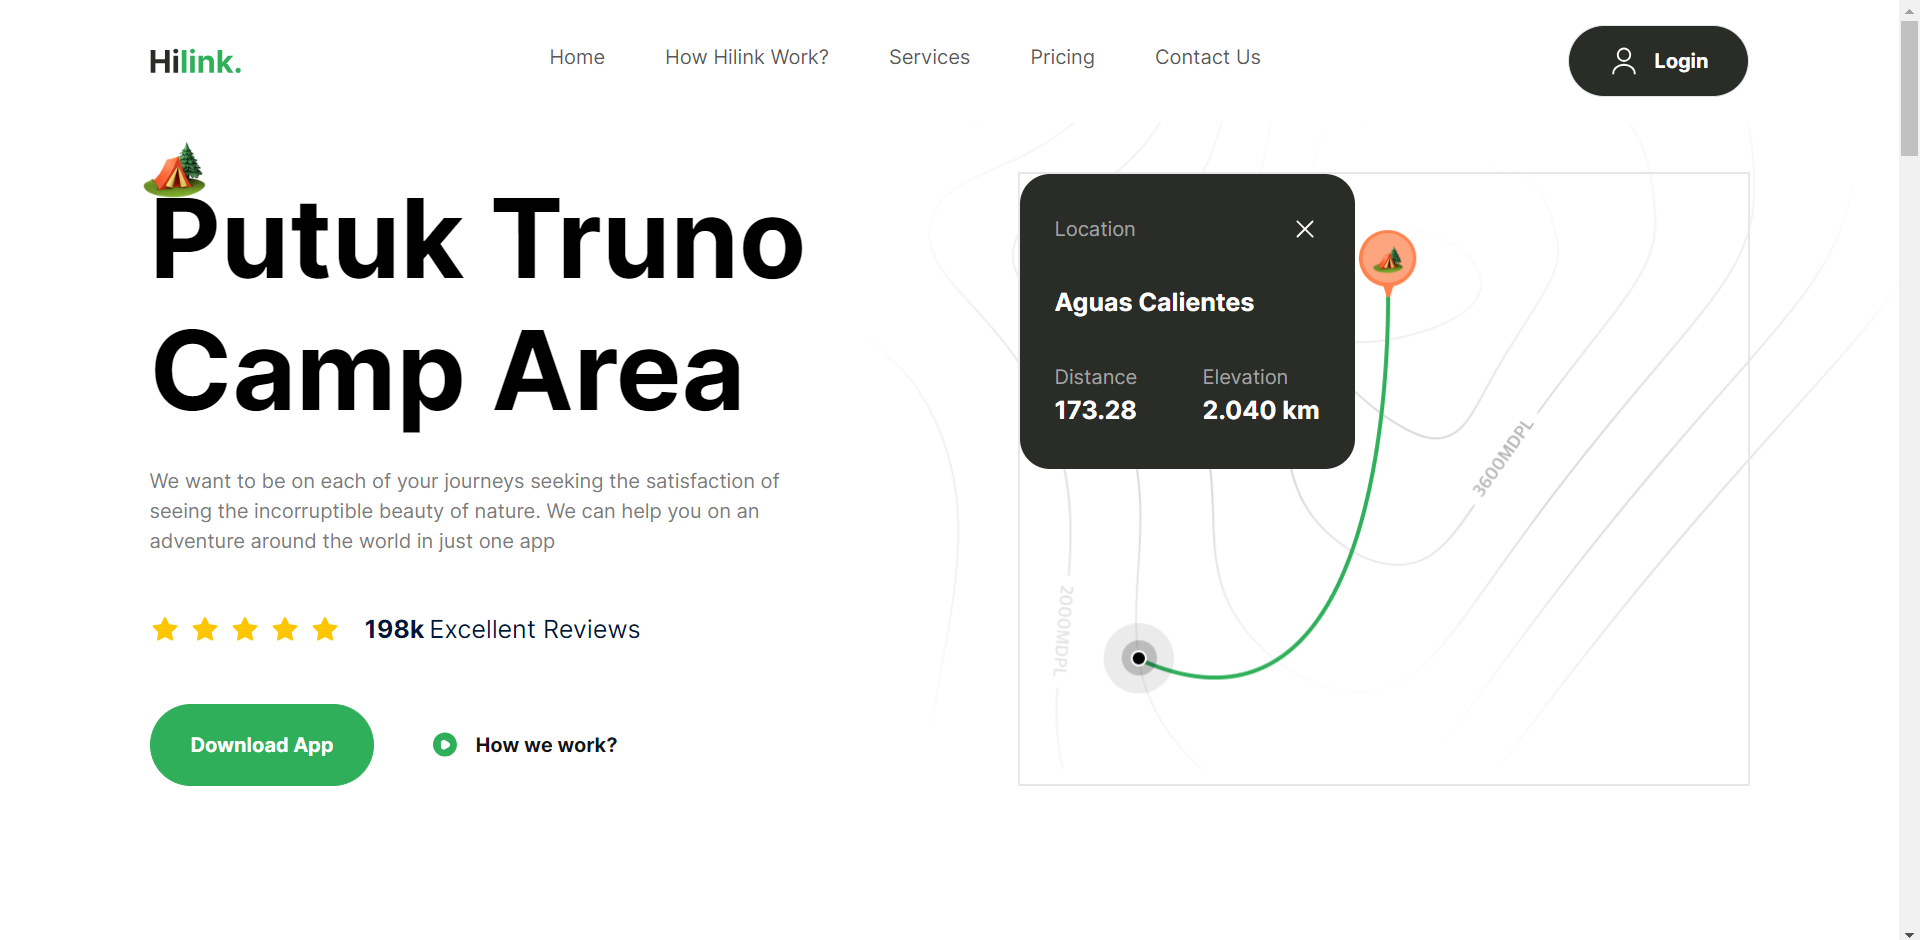 Hilink.
Home
How Hilink Work?
Services
Pricing
Contact Us
Login
Putuk Truno
Camp Area
We want to be on each of your journeys seeking the satisfaction of
seeing the incorruptible beauty of nature. We can help you on an
adventure around the world in just one app
198k Excellent Reviews
Download App
How we work?
Location
Aguas Calientes
Distance
173.28
Elevation
2.040 km
3600MDPL
2000MDPL